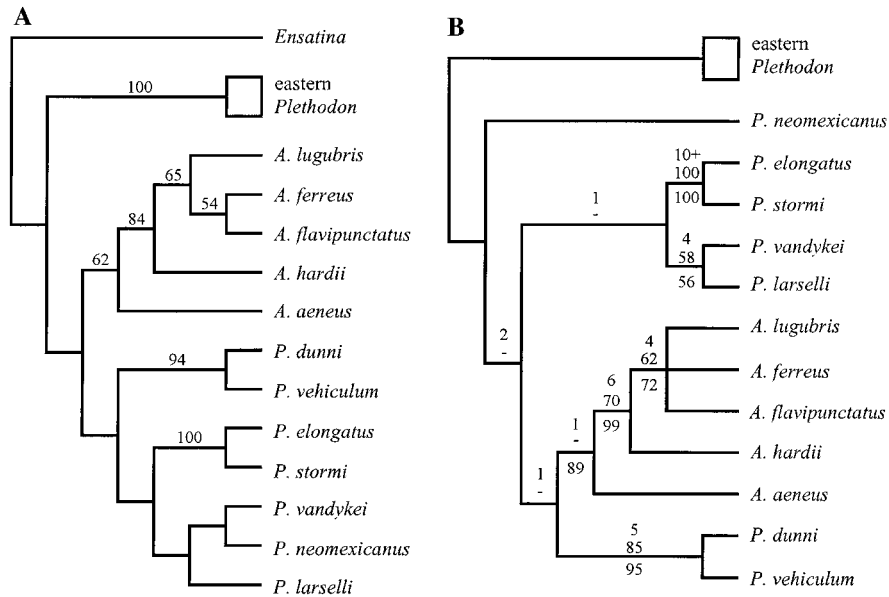 A
Ensatina
100
eastern
Plethodon
A. lugubris
65
A. ferreus
54
A. flavipunctatus
84
A. hardii
62
A. aeneus
P. dunni
94
P. vehiculum
P. elongatus
100
P. stormi
P. vandykei
P. neomexicanus
P. larselli
B
eastern
Plethodon
P. neomexicanus
10+
100
100
P. elongatus
P. stormi
1
-
4
58
56
P. vandykei
P. larselli
2
-
A. lugubris
4
62
72
A. ferreus
A. flavipunctatus
6
70
99
A. hardii
1
-
89
A. aeneus
1
-
P. dunni
5
85
95
P. vehiculum